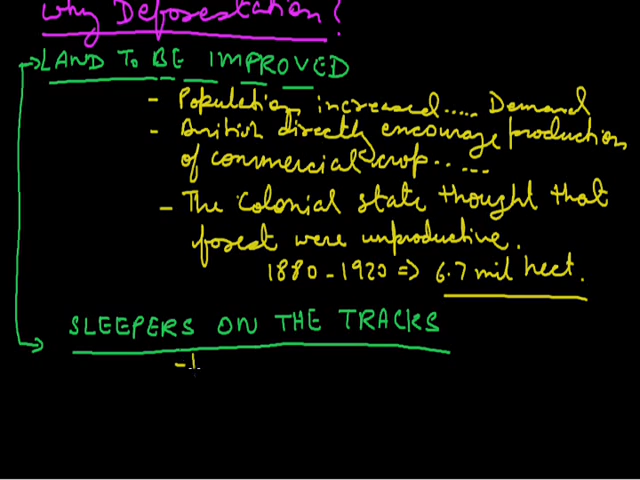 Why Deforestation?
LAND TO BE IMPROVED
- Population increased..... Demand
- British directly encourage production
of commercial crop.. ...
- The Colonial state thought that
forest were unproductive.
1880 - 1920 => 6.7 mil hect.
SLEEPERS ON THE TRACKS
-